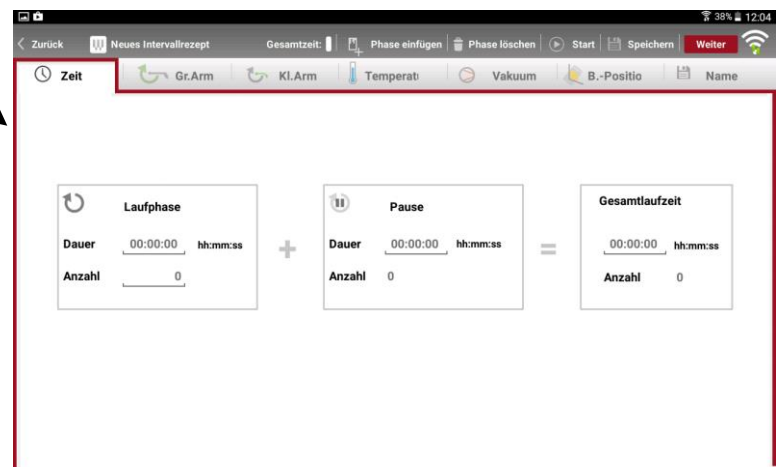 38% 12:04
Zurück Neues Intervallrezept Gesamtzeit: Phase einfügen Phase löschen Start Speichern Weiter
Zeit Gr.Arm Kl.Arm Temperatu Vakuum B.-Positio Name
Laufphase
Dauer 00:00:00 hh:mm:ss
Anzahl 0
+
Pause
Dauer 00:00:00 hh:mm:ss
Anzahl 0
=
Gesamtlaufzeit
00:00:00 hh:mm:ss
Anzahl 0